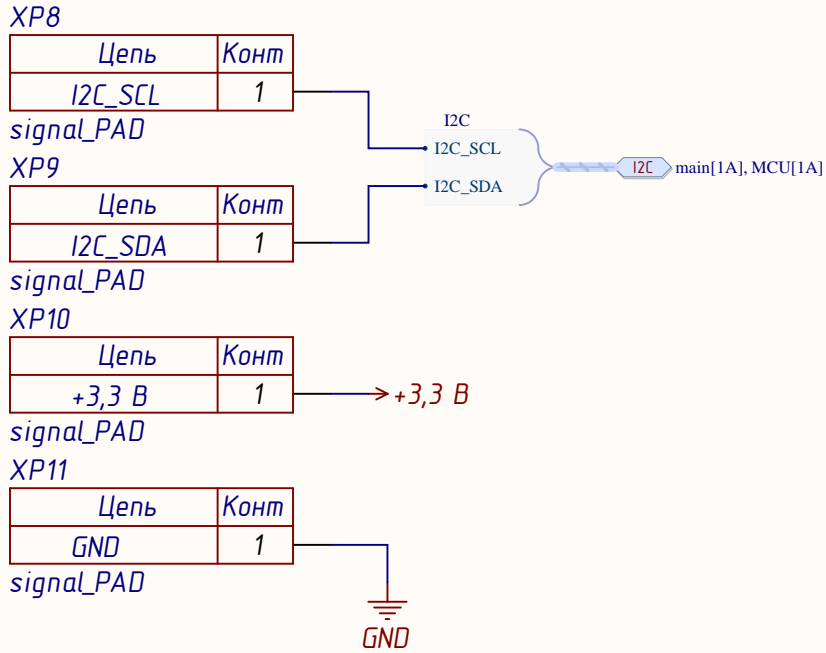 XP8
Цепь Конт
I2C_SCL 1
signal_PAD
I2C
I2C_SCL
I2C_SDA
I2C main[1A], MCU[1A]
XP9
Цепь Конт
I2C_SDA 1
signal_PAD
XP10
Цепь Конт
+3,3 В 1
+3,3 В
signal_PAD
XP11
Цепь Конт
GND 1
signal_PAD
GND